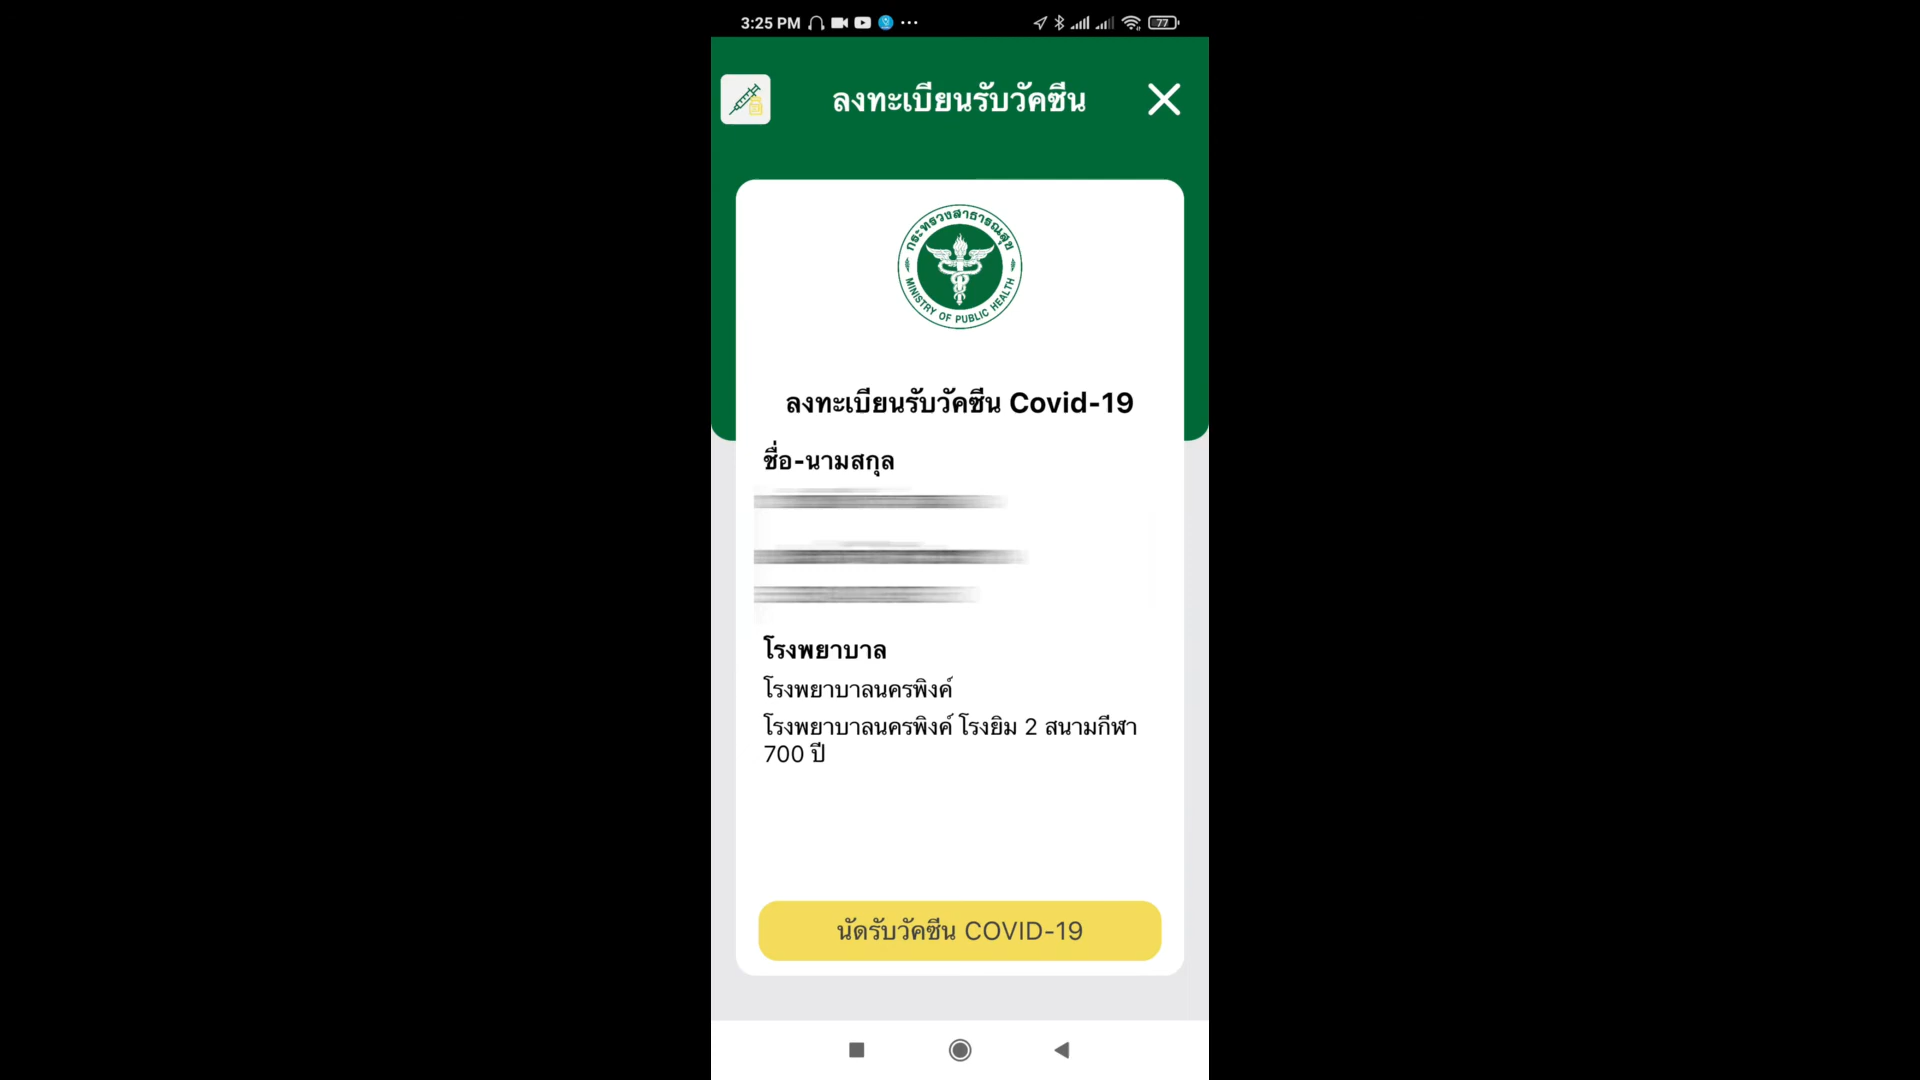 3:25 PM
77
ลงทะเบียนรับวัคซีน
กระทรวงสาธารณสุข
MINISTRY OF PUBLIC HEALTH
ลงทะเบียนรับวัคซีน Covid-19
ชื่อ-นามสกุล
โรงพยาบาล
โรงพยาบาลนครพิงค์
โรงพยาบาลนครพิงค์ โรงยิม 2 สนามกีฬา
700 ปี
นัดรับวัคซีน COVID-19